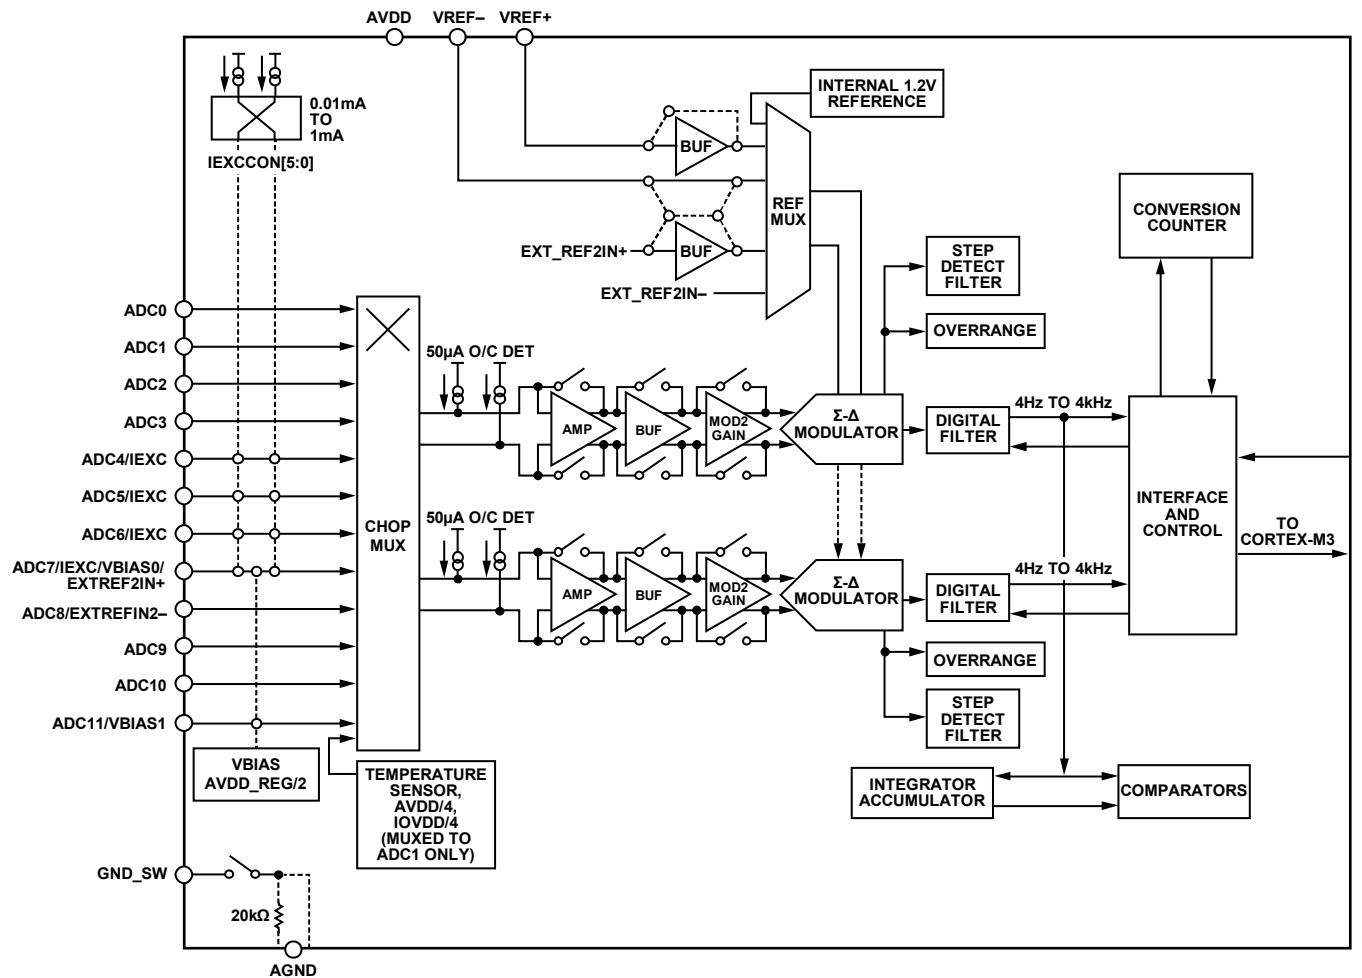 AVDD VREF– VREF+
0.01mA
TO
1mA
IEXCCON[5:0]
INTERNAL 1.2V
REFERENCE
BUF
REF
MUX
BUF
EXT_REF2IN+
EXT_REF2IN–
CONVERSION
COUNTER
STEP
DETECT
FILTER
OVERRANGE
ADC0
ADC1
ADC2
ADC3
ADC4/IEXC
ADC5/IEXC
ADC6/IEXC
ADC7/IEXC/VBIAS0/
EXTREF2IN+
ADC8/EXTREFIN2–
ADC9
ADC10
ADC11/VBIAS1
CHOP
MUX
50µA O/C DET
AMP
BUF
MOD2
GAIN
Σ-Δ
MODULATOR
DIGITAL
FILTER
4Hz TO 4kHz
INTERFACE
AND
CONTROL
TO
CORTEX-M3
50µA O/C DET
AMP
BUF
MOD2
GAIN
Σ-Δ
MODULATOR
DIGITAL
FILTER
4Hz TO 4kHz
OVERRANGE
STEP
DETECT
FILTER
VBIAS
AVDD_REG/2
TEMPERATURE
SENSOR,
AVDD/4,
IOVDD/4
(MUXED TO
ADC1 ONLY)
INTEGRATOR
ACCUMULATOR
COMPARATORS
GND_SW
20kΩ
AGND